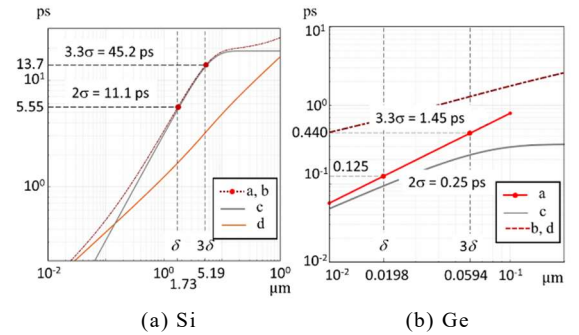 ps
3.3σ = 45.2 ps
13.7
10¹
2σ = 11.1 ps
5.55
10⁰
a, b
c
d
δ
3δ
10⁻²
10⁰
5.19
10⁰
1.73
μm
(a) Si
ps
10¹
10⁰
3.3σ = 1.45 ps
0.440
0.125
10⁻¹
2σ = 0.25 ps
a
c
b, d
δ
3δ
10⁻²
10⁻² 0.0198 0.0594 10⁻¹
μm
(b) Ge